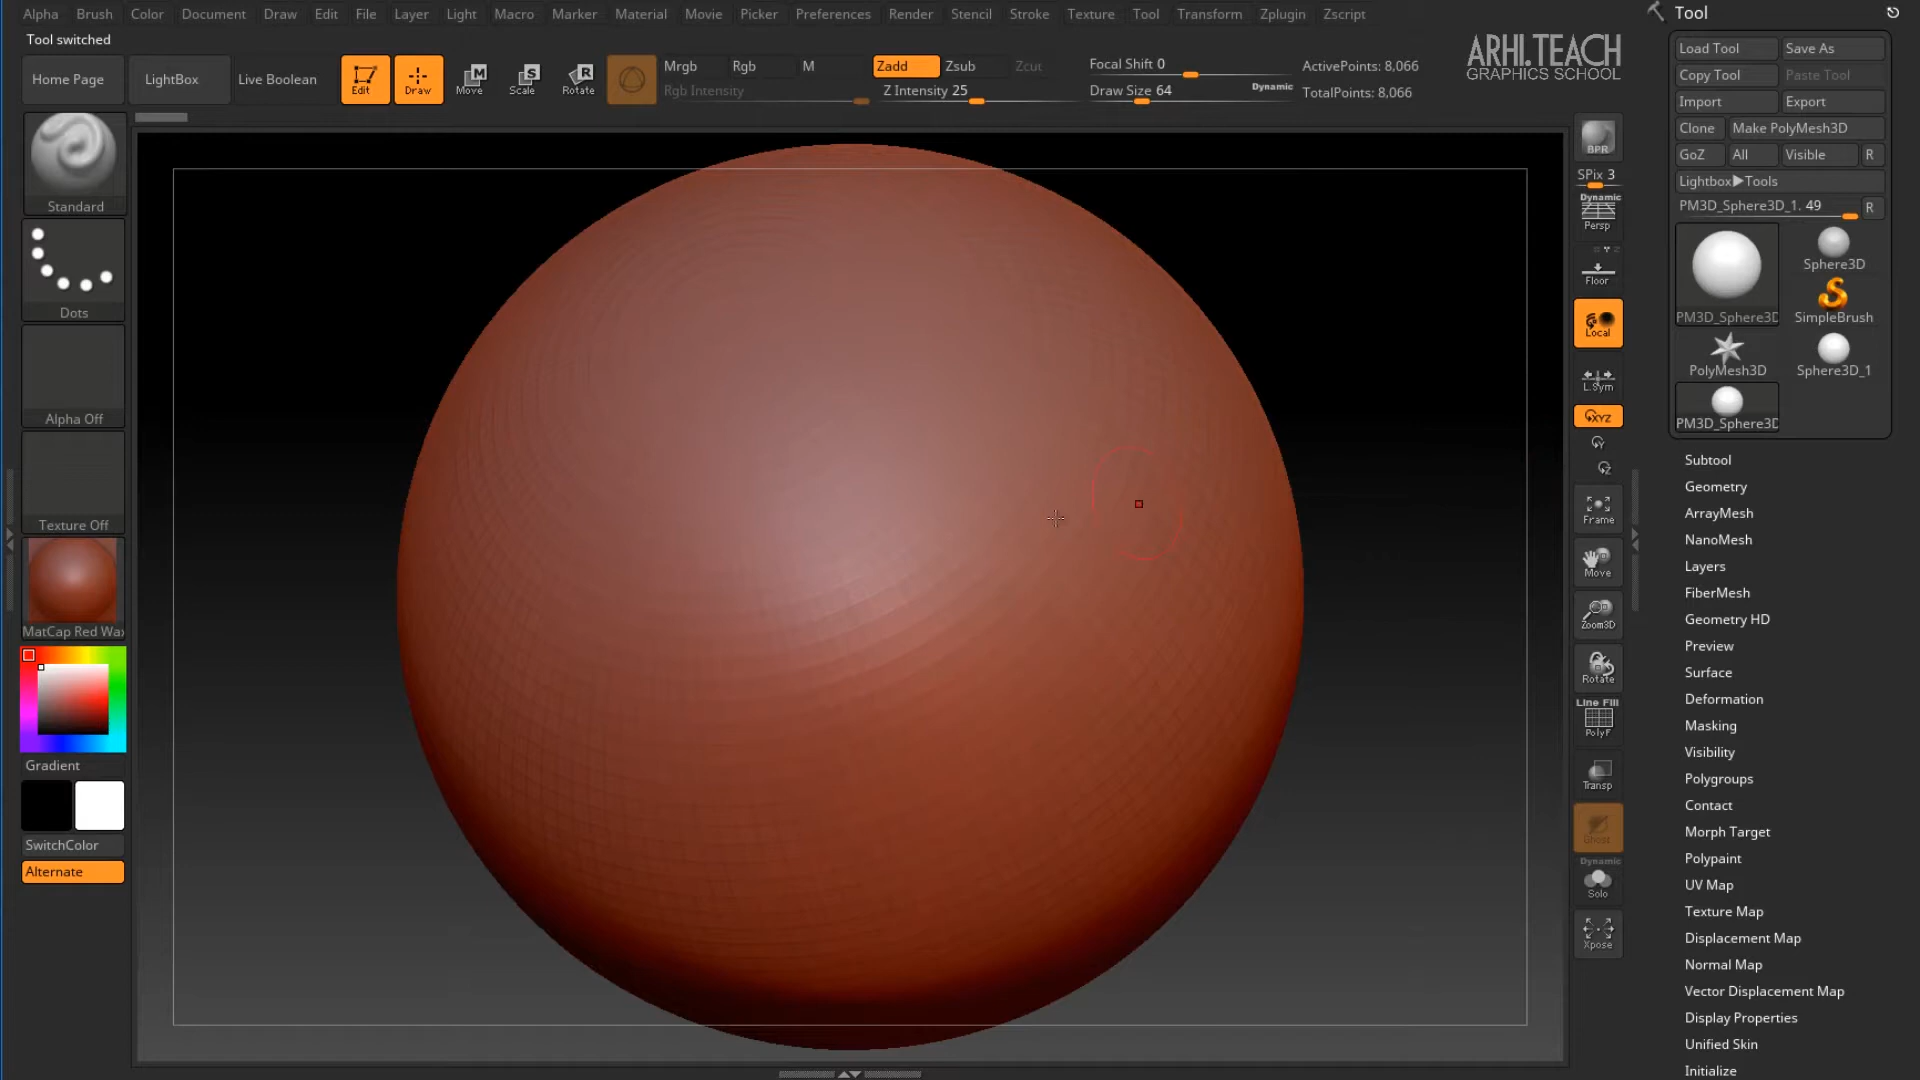 Alpha Brush Color Document Draw Edit File Layer Light Macro Marker Material Movie Picker Preferences Render Stencil Stroke Texture Tool Transform Zplugin Zscript
Tool switched
Home Page
LightBox
Live Boolean
Edit
Draw
M
Move
S
Scale
R
Rotate
Mrgb Rgb M
Rgb Intensity
Zadd Zsub Zcut
Z Intensity 25
Focal Shift 0
Draw Size 64
Dynamic
ActivePoints: 8,066
TotalPoints: 8,066
ARHI.TEACH
GRAPHICS SCHOOL
Standard
Dots
Alpha Off
Texture Off
MatCap Red Wax
Gradient
SwitchColor
Alternate
BPR
SPix 3
Dynamic
Persp
Floor
Local
L.Sym
XYZ
Y
Z
Frame
Move
Zoom3D
Rotate
Line Fill
PolyF
Transp
Ghost
Dynamic
Solo
Xpose
Tool
Load Tool Save As
Copy Tool Paste Tool
Import Export
Clone Make PolyMesh3D
GoZ All Visible R
Lightbox▶Tools
PM3D_Sphere3D_1. 49 R
PM3D_Sphere3D
Sphere3D
SimpleBrush
PolyMesh3D
Sphere3D_1
PM3D_Sphere3D
Subtool
Geometry
ArrayMesh
NanoMesh
Layers
FiberMesh
Geometry HD
Preview
Surface
Deformation
Masking
Visibility
Polygroups
Contact
Morph Target
Polypaint
UV Map
Texture Map
Displacement Map
Normal Map
Vector Displacement Map
Display Properties
Unified Skin
Initialize